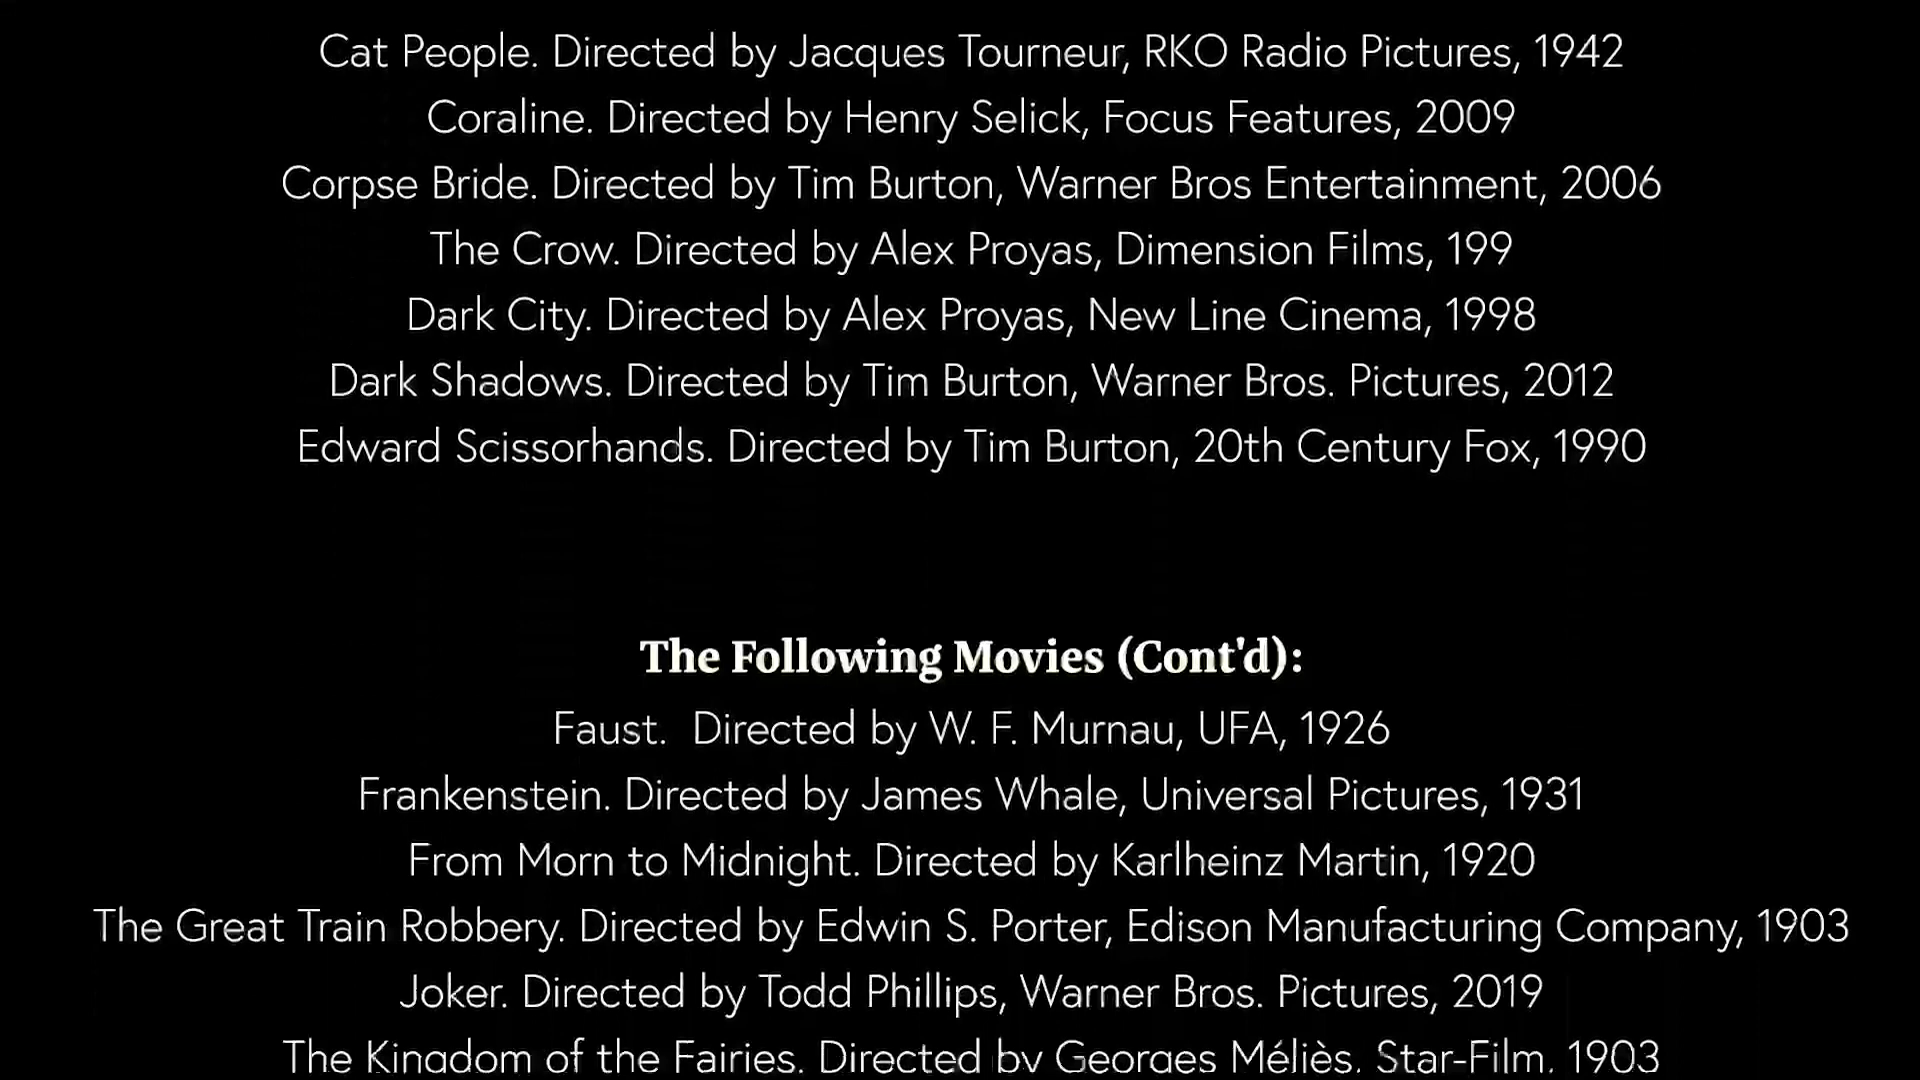 Cat People. Directed by Jacques Tourneur, RKO Radio Pictures, 1942
Coraline. Directed by Henry Selick, Focus Features, 2009
Corpse Bride. Directed by Tim Burton, Warner Bros Entertainment, 2006
The Crow. Directed by Alex Proyas, Dimension Films, 199
Dark City. Directed by Alex Proyas, New Line Cinema, 1998
Dark Shadows. Directed by Tim Burton, Warner Bros. Pictures, 2012
Edward Scissorhands. Directed by Tim Burton, 20th Century Fox, 1990
The Following Movies (Cont'd):
Faust.  Directed by W. F. Murnau, UFA, 1926
Frankenstein. Directed by James Whale, Universal Pictures, 1931
From Morn to Midnight. Directed by Karlheinz Martin, 1920
The Great Train Robbery. Directed by Edwin S. Porter, Edison Manufacturing Company, 1903
Joker. Directed by Todd Phillips, Warner Bros. Pictures, 2019
The Kingdom of the Fairies. Directed by Georges Méliès. Star-Film. 1903